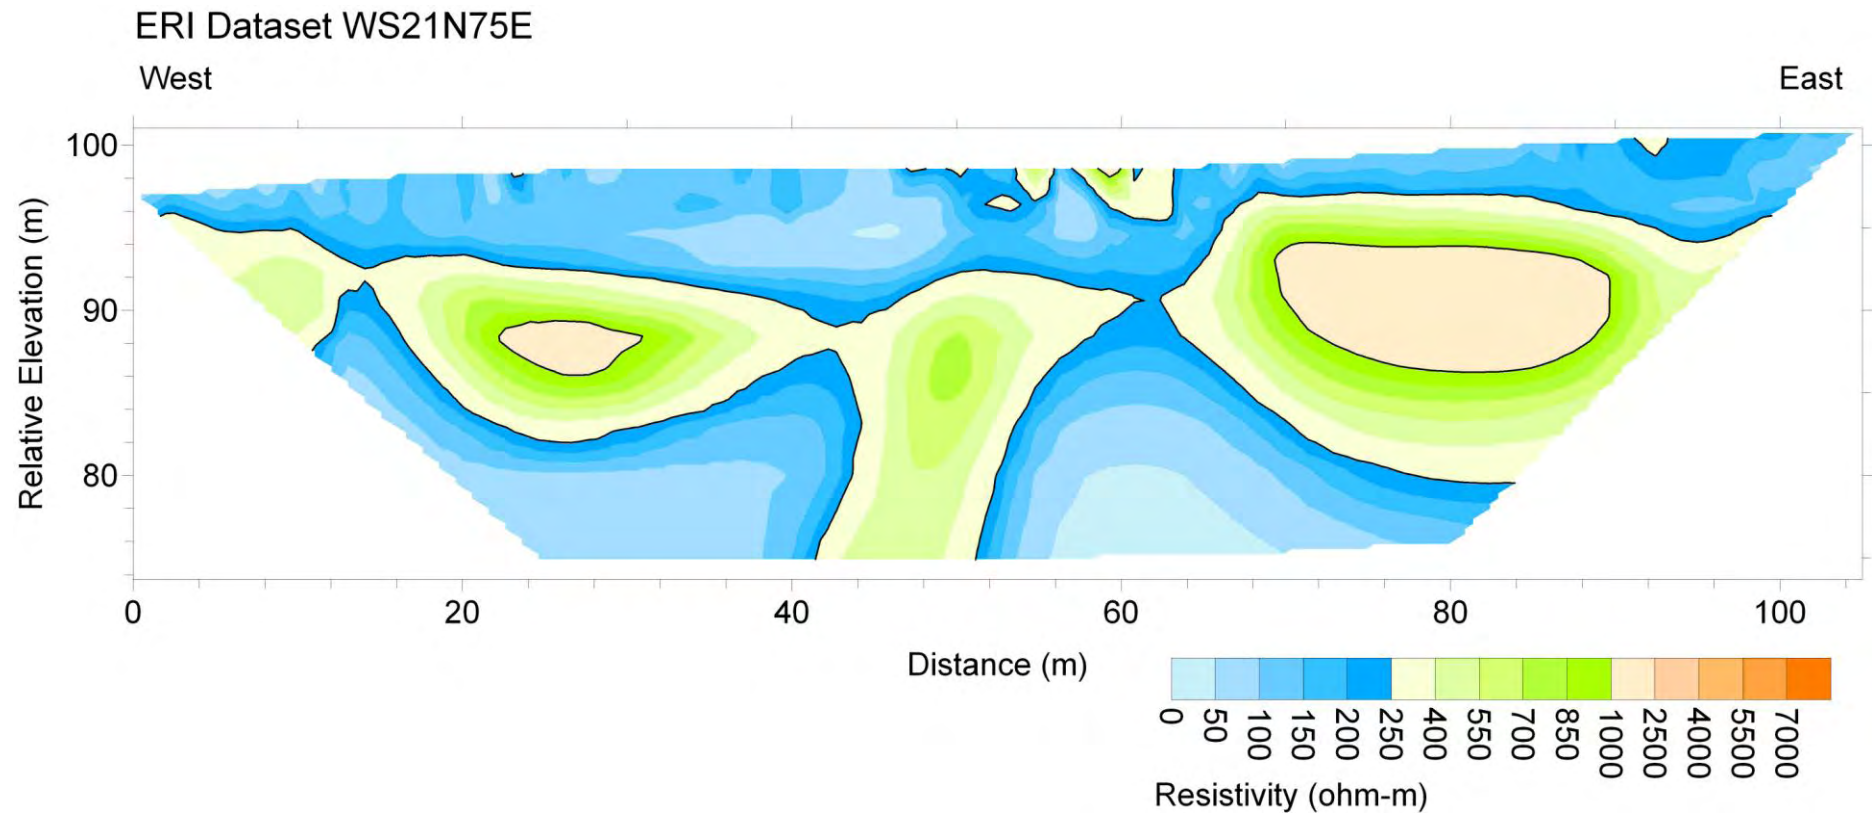 ERI Dataset WS21N75E
West
East
Relative Elevation (m)
100
90
80
0 20 40 60 80 100
Distance (m)
0 50 100 150 200 250 400 550 700 850 1000 2500 4000 5500 7000
Resistivity (ohm-m)